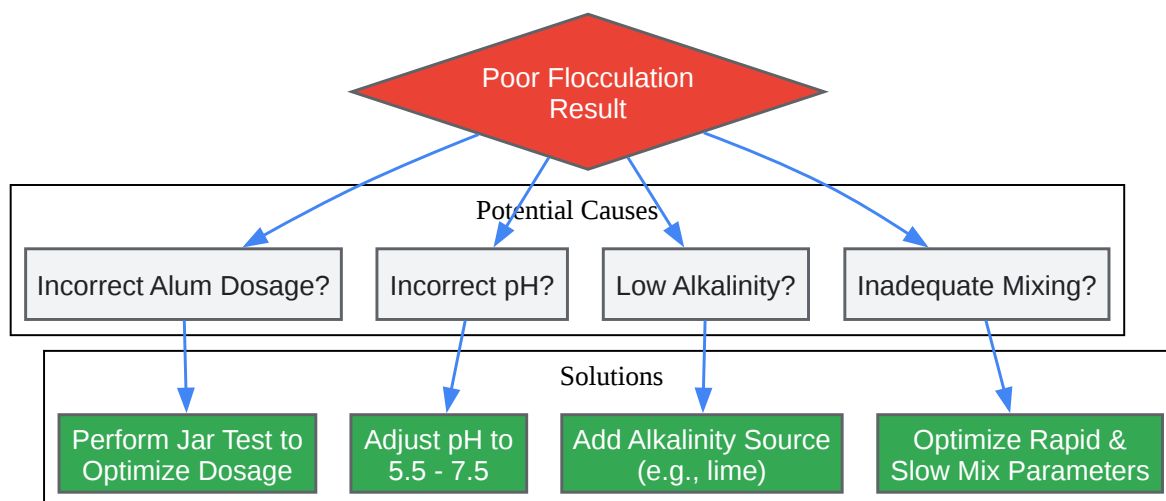 Poor Flocculation
Result
Potential Causes
Incorrect Alum Dosage?
Incorrect pH?
Low Alkalinity?
Inadequate Mixing?
Solutions
Perform Jar Test to
Optimize Dosage
Adjust pH to
5.5 - 7.5
Add Alkalinity Source
(e.g., lime)
Optimize Rapid &
Slow Mix Parameters